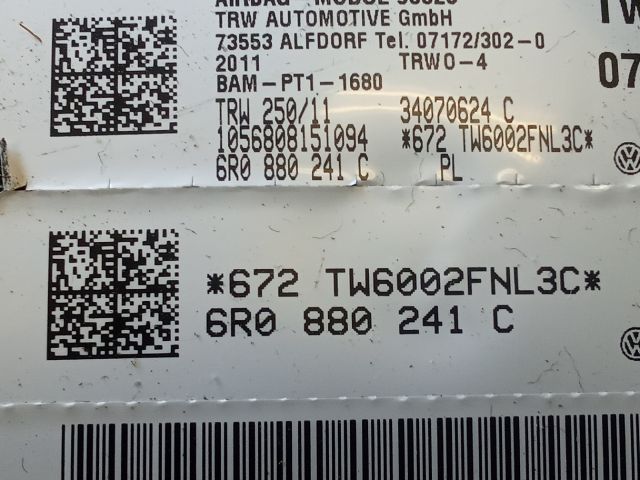 TRW AUTOMOTIVE GmbH
73553 ALFDORF Tel. 07172/302-0
2011 TRWO-4
BAM-PT1-1680
TRW 250/11 34070624 C
1056808151094 *672 TW6002FNL3C*
6R0 880 241 C PL
TW
07
*672 TW6002FNL3C*
6R0 880 241 C